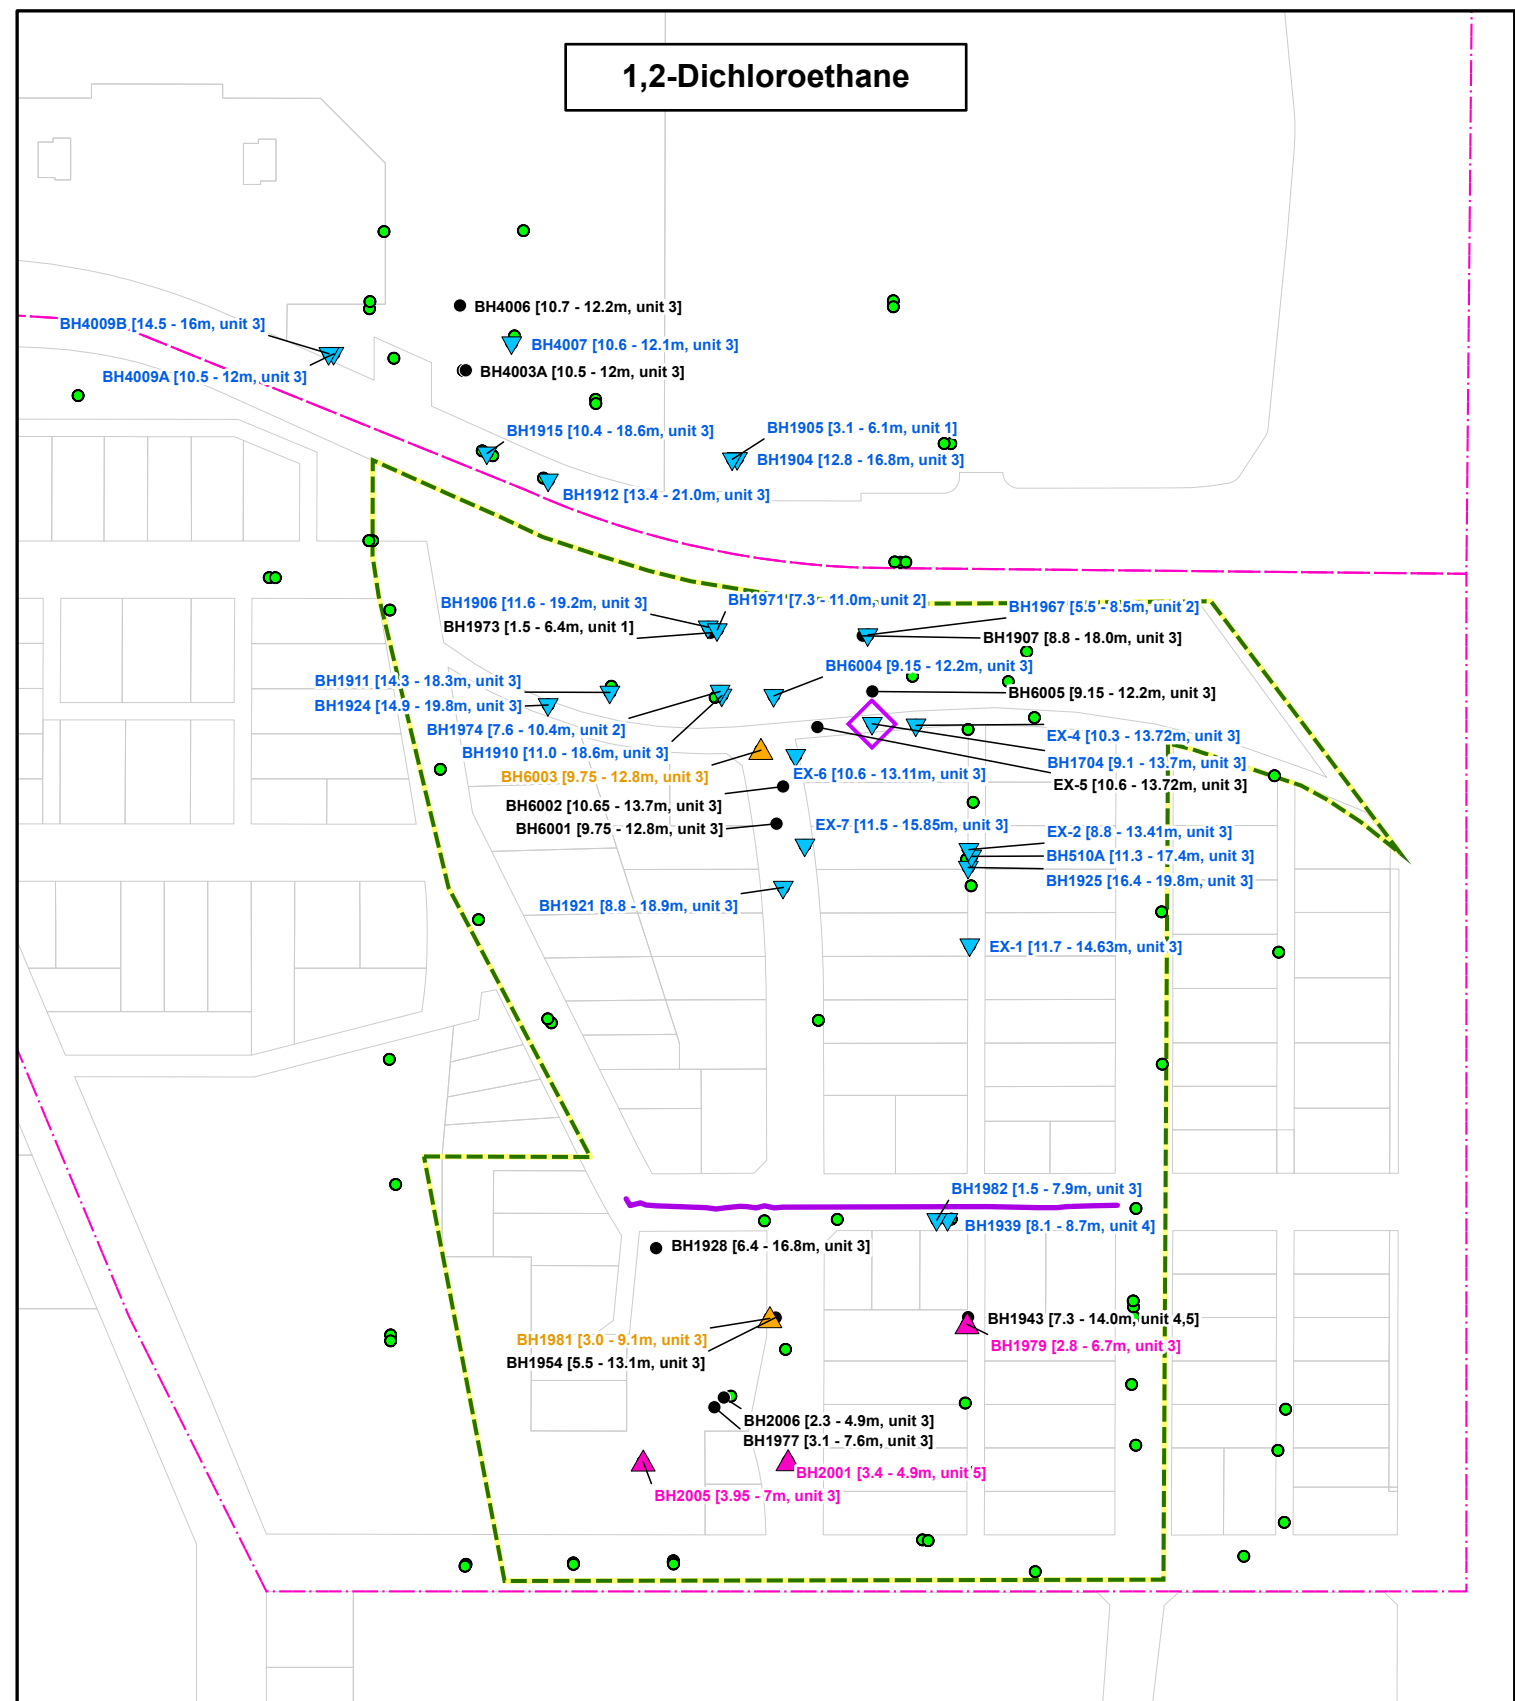 1,2-Dichloroethane
BH4006 [10.7 - 12.2m, unit 3]
BH4009B [14.5 - 16m, unit 3]
BH4007 [10.6 - 12.1m, unit 3]
BH4003A [10.5 - 12m, unit 3]
BH4009A [10.5 - 12m, unit 3]
BH1915 [10.4 - 18.6m, unit 3]
BH1905 [3.1 - 6.1m, unit 1]
BH1904 [12.8 - 16.8m, unit 3]
BH1912 [13.4 - 21.0m, unit 3]
BH1906 [11.6 - 19.2m, unit 3]
BH1971 [7.3 - 11.0m, unit 2]
BH1967 [5.5 - 8.5m, unit 2]
BH1973 [1.5 - 6.4m, unit 1]
BH1907 [8.8 - 18.0m, unit 3]
BH6004 [9.15 - 12.2m, unit 3]
BH1911 [14.3 - 18.3m, unit 3]
BH6005 [9.15 - 12.2m, unit 3]
BH1924 [14.9 - 19.8m, unit 3]
BH1974 [7.6 - 10.4m, unit 2]
EX-4 [10.3 - 13.72m, unit 3]
BH1910 [11.0 - 18.6m, unit 3]
BH1704 [9.1 - 13.7m, unit 3]
BH6003 [9.75 - 12.8m, unit 3]
EX-6 [10.6 - 13.11m, unit 3]
EX-5 [10.6 - 13.72m, unit 3]
BH6002 [10.65 - 13.7m, unit 3]
BH6001 [9.75 - 12.8m, unit 3]
EX-7 [11.5 - 15.85m, unit 3]
EX-2 [8.8 - 13.41m, unit 3]
BH510A [11.3 - 17.4m, unit 3]
BH1925 [16.4 - 19.8m, unit 3]
BH1921 [8.8 - 18.9m, unit 3]
EX-1 [11.7 - 14.63m, unit 3]
BH1982 [1.5 - 7.9m, unit 3]
BH1939 [8.1 - 8.7m, unit 4]
BH1928 [6.4 - 16.8m, unit 3]
BH1943 [7.3 - 14.0m, unit 4,5]
BH1981 [3.0 - 9.1m, unit 3]
BH1979 [2.8 - 6.7m, unit 3]
BH1954 [5.5 - 13.1m, unit 3]
BH2006 [2.3 - 4.9m, unit 3]
BH1977 [3.1 - 7.6m, unit 3]
BH2001 [3.4 - 4.9m, unit 5]
BH2005 [3.95 - 7m, unit 3]